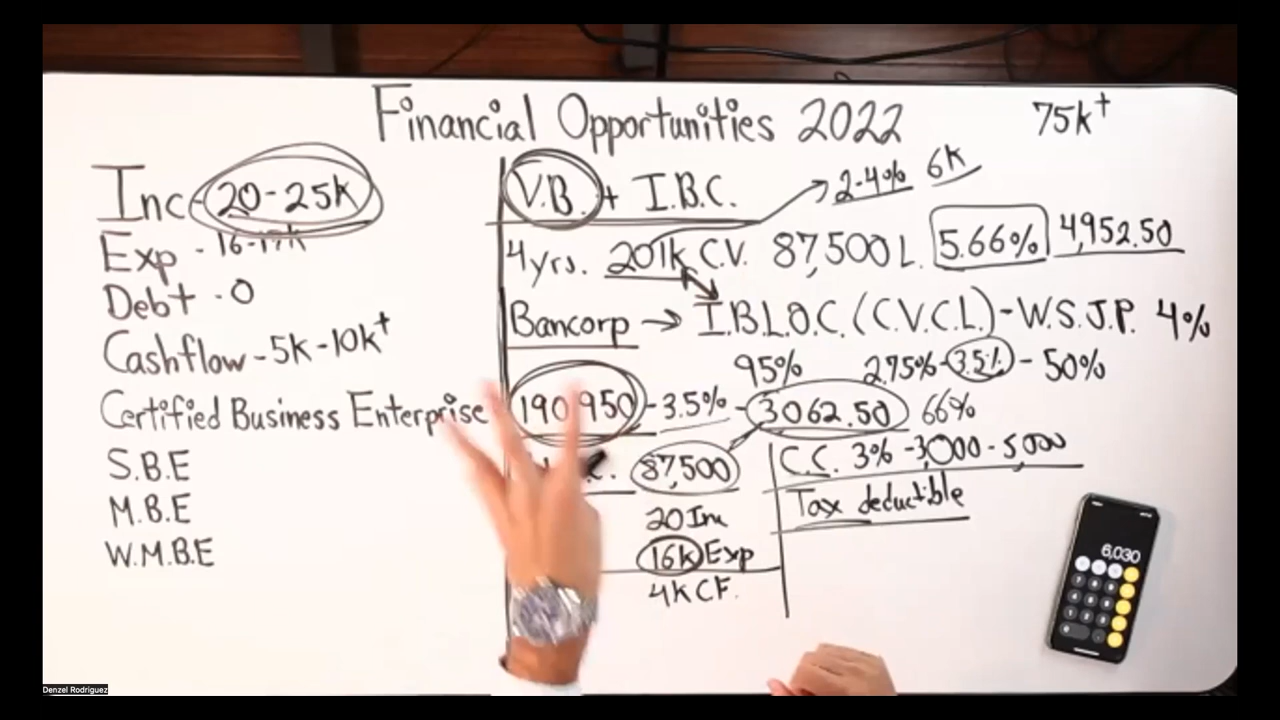 Financial Opportunities 2022
75k+
Inc - 20-25k
Exp - 16-17k
Debt - 0
Cashflow - 5k - 10k+
Certified Business Enterprise
S.B.E
M.B.E
W.M.B.E
V.B. + I.B.C.
2-4% 6k
4yrs. 201k C.V. 87,500 L. 5.66% 4,952.50
Bancorp → I.B.L.O.C. (C.V.C.L.) - W.S.J.P. 4%
95% 2.75% - 3.5% - 50%
190,950 - 3.5% - 3062.50 66%
87,500
C.C. 3% - 3,000 - 5,000
Tax deductible
20 Inc
16k Exp
4k CF.
6,030
Denzel Rodriguez